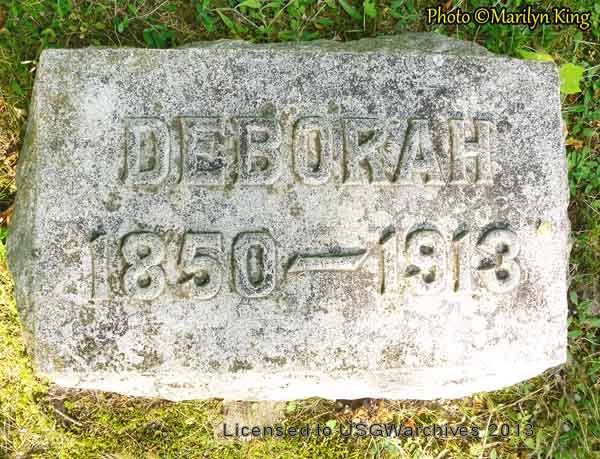 Photo ©Marilyn King
DEBORAH
1850—1913
Licensed to USGWarchives 2013